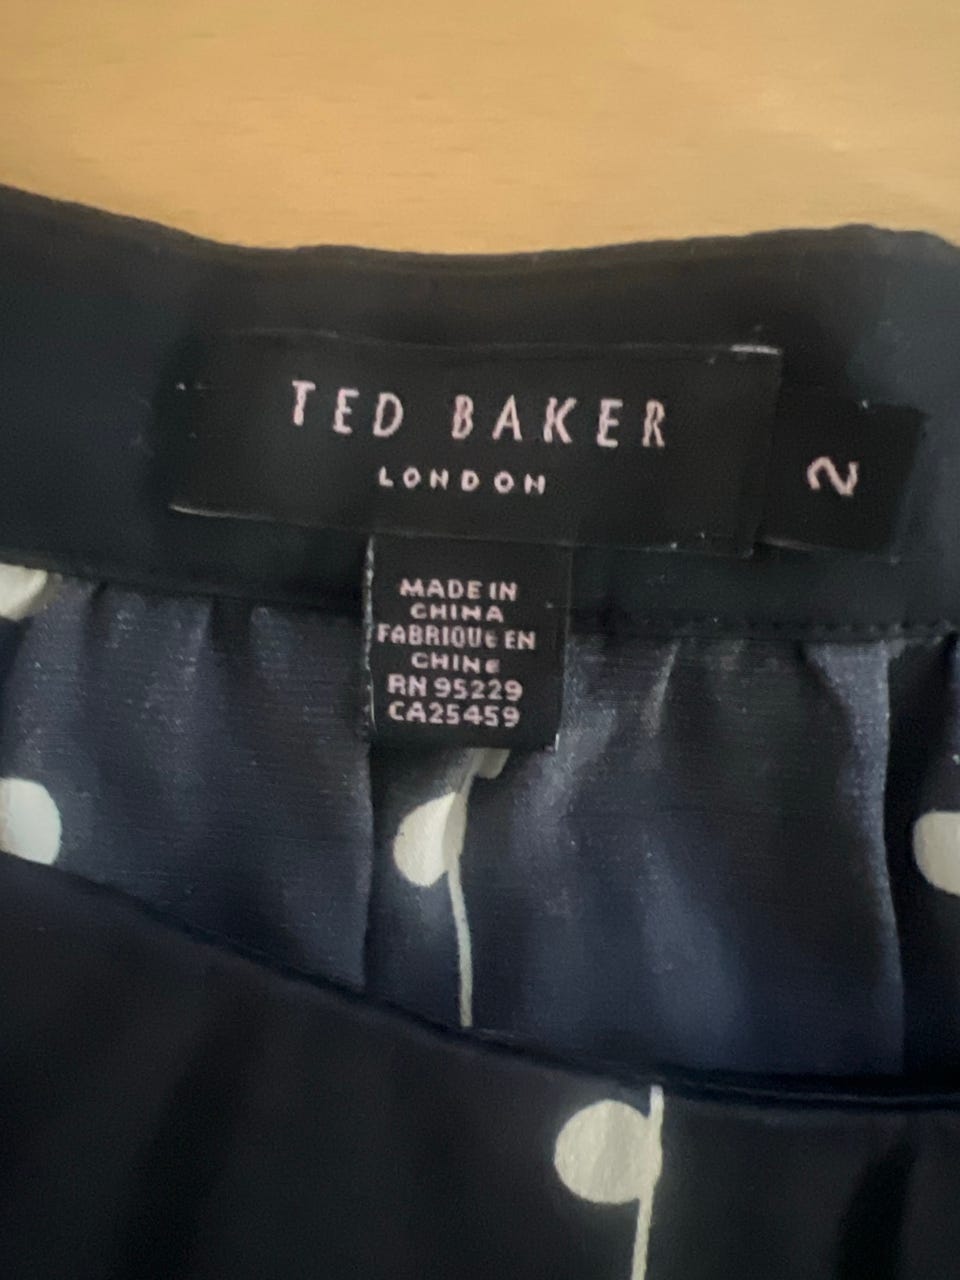 TED BAKER
LONDON
2
MADE IN
CHINA
FABRIQUE EN
CHINE
RN 95229
CA25459